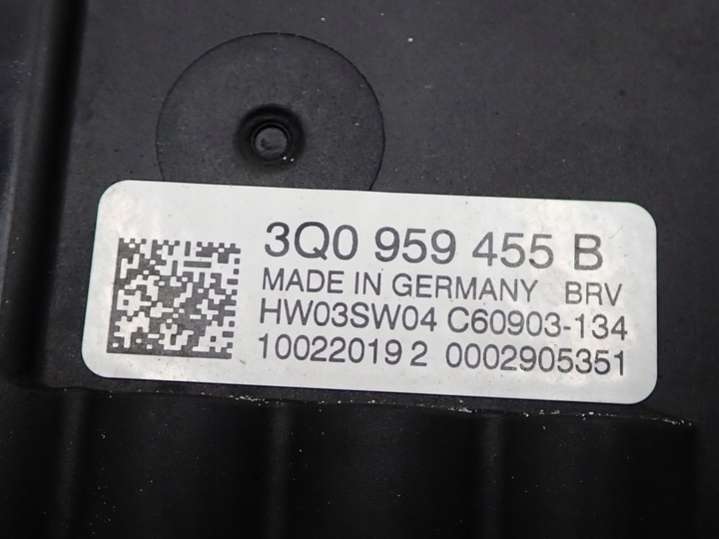 3Q0 959 455 B
MADE IN GERMANY BRV
HW03SW04 C60903-134
10022019 2 0002905351